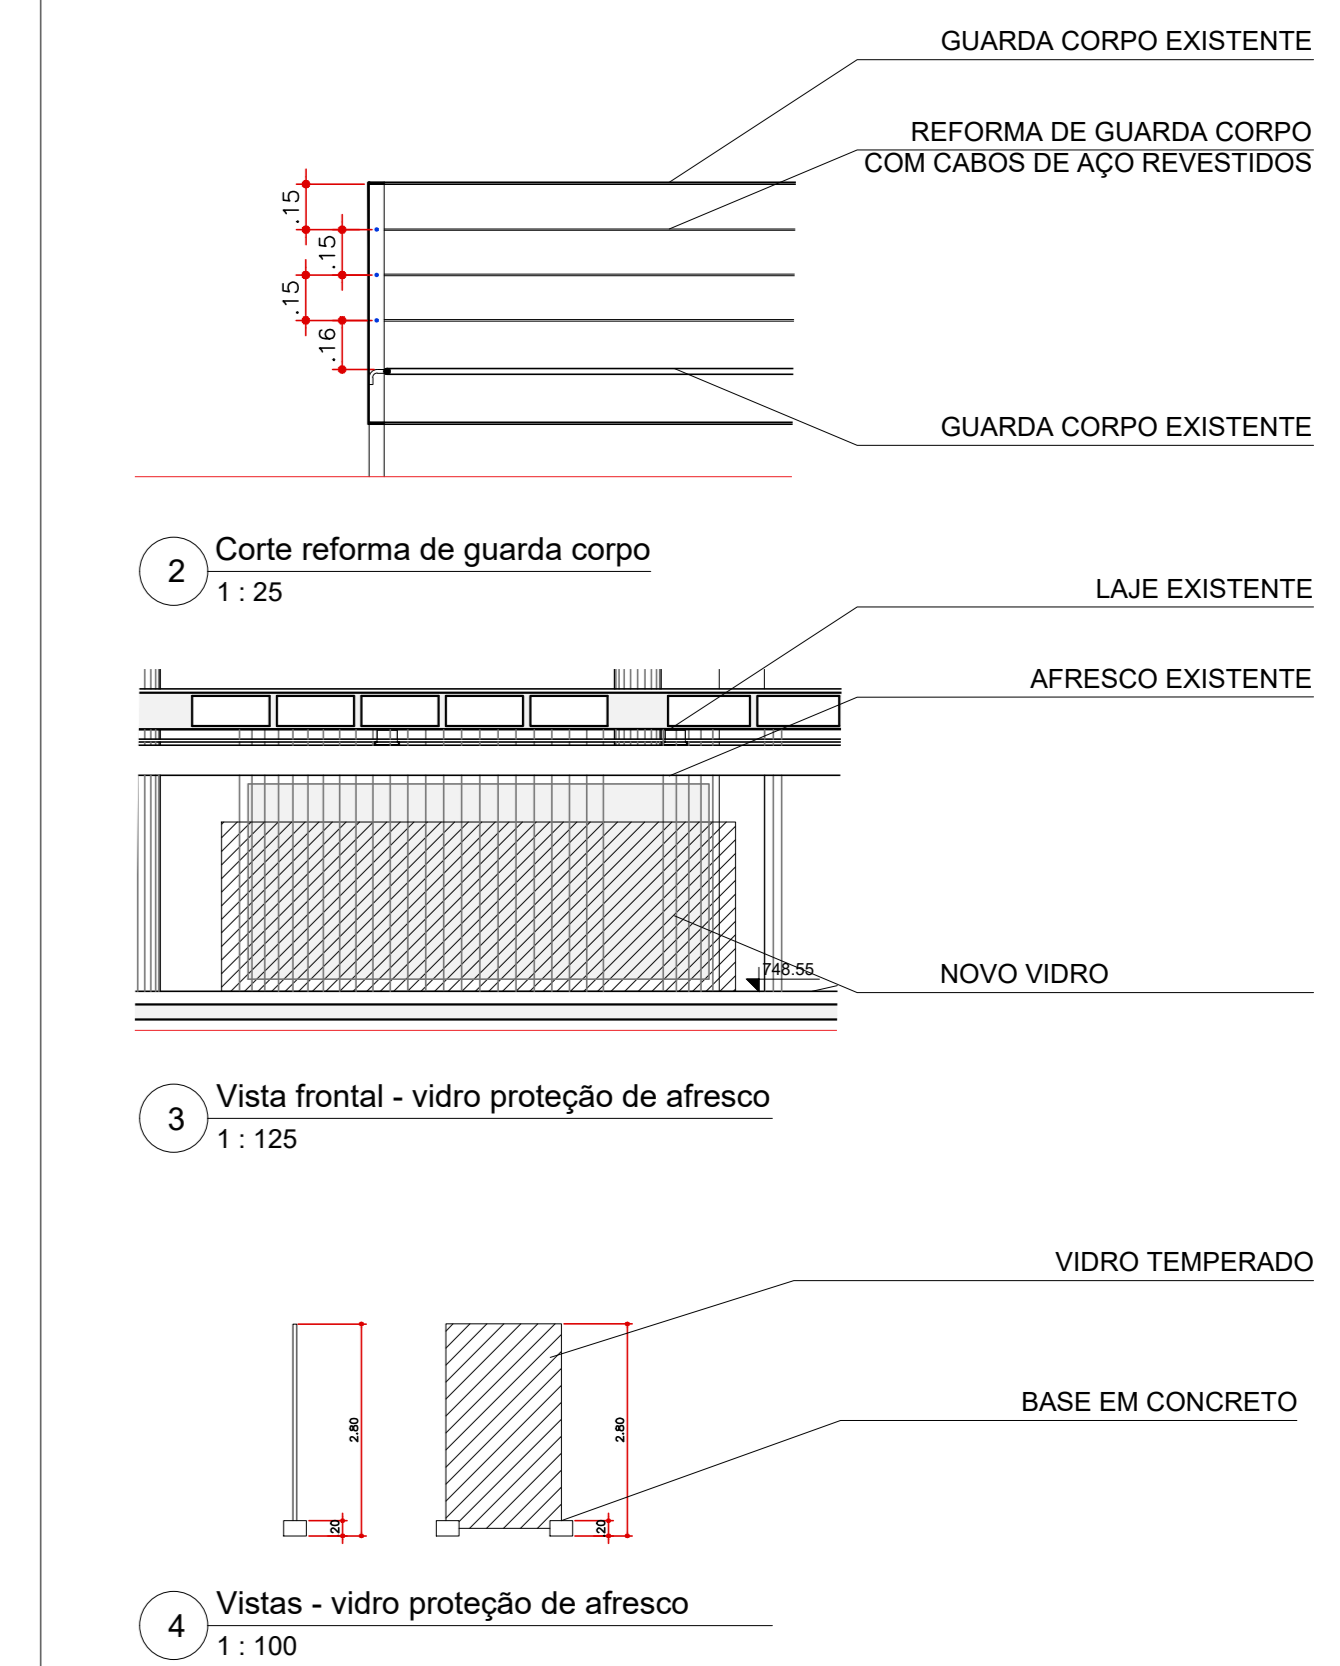 GUARDA CORPO EXISTENTE
REFORMA DE GUARDA CORPO
COM CABOS DE AÇO REVESTIDOS
.15
.15
.15
.16
GUARDA CORPO EXISTENTE
2
Corte reforma de guarda corpo
1 : 25
LAJE EXISTENTE
AFRESCO EXISTENTE
748.55
NOVO VIDRO
3
Vista frontal - vidro proteção de afresco
1 : 125
VIDRO TEMPERADO
BASE EM CONCRETO
2.80
2.80
.20
.20
4
Vistas - vidro proteção de afresco
1 : 100